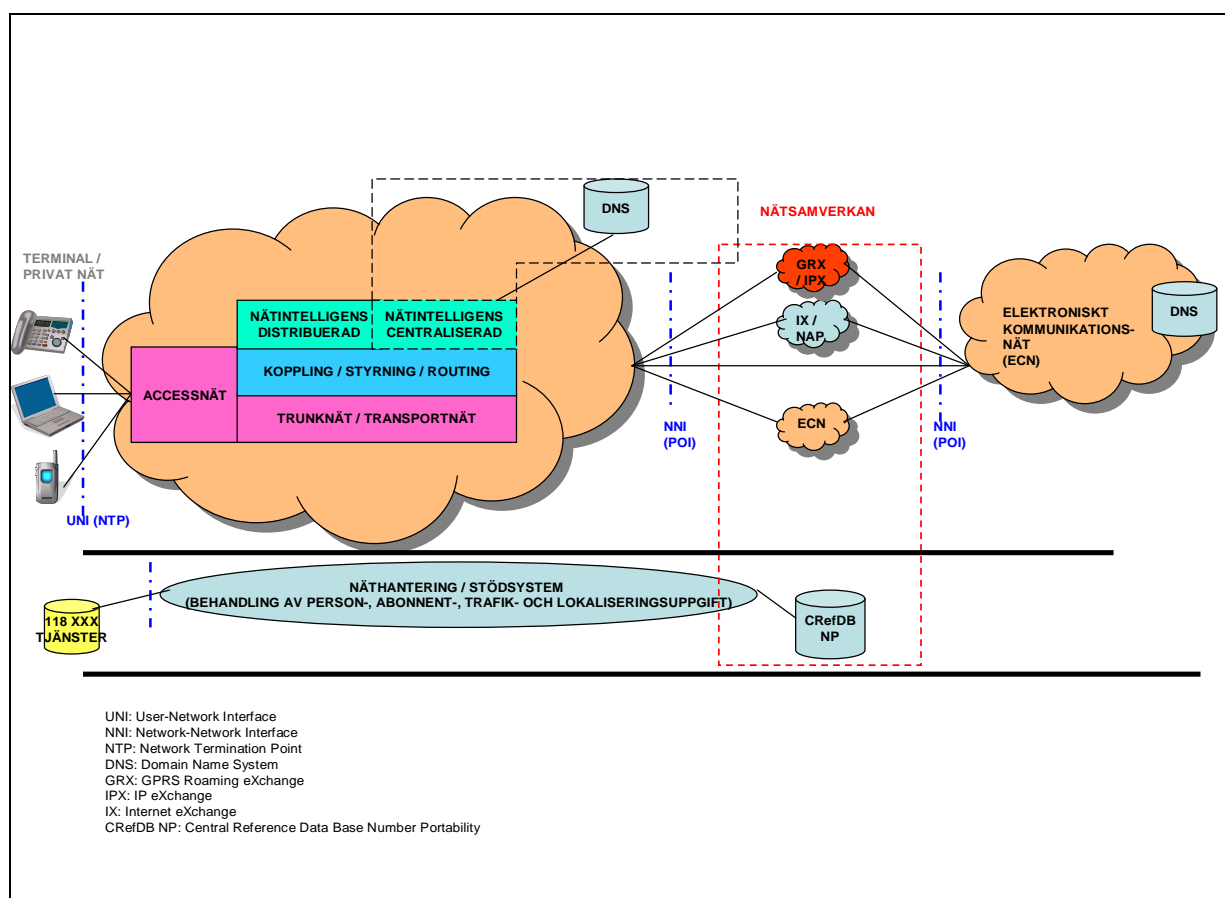 DNS
NÄTSAMVERKAN
TERMINAL /
PRIVAT NÄT
GRX
/ IPX
NÄTINTELLIGENS
DISTRIBUERAD
NÄTINTELLIGENS
CENTRALISERAD
IX /
NAP
ELEKTRONISKT
KOMMUNIKATIONS-
NÄT
(ECN)
DNS
ACCESSNÄT
KOPPLING / STYRNING / ROUTING
TRUNKNÄT / TRANSPORTNÄT
ECN
NNI
(POI)
NNI
(POI)
UNI (NTP)
NÄTHANTERING / STÖDSYSTEM
(BEHANDLING AV PERSON-, ABONNENT-, TRAFIK- OCH LOKALISERINGSUPPGIFT)
118 XXX
TJÄNSTER
CRefDB
NP
UNI: User-Network Interface
NNI: Network-Network Interface
NTP: Network Termination Point
DNS: Domain Name System
GRX: GPRS Roaming eXchange
IPX: IP eXchange
IX: Internet eXchange
CRefDB NP: Central Reference Data Base Number Portability